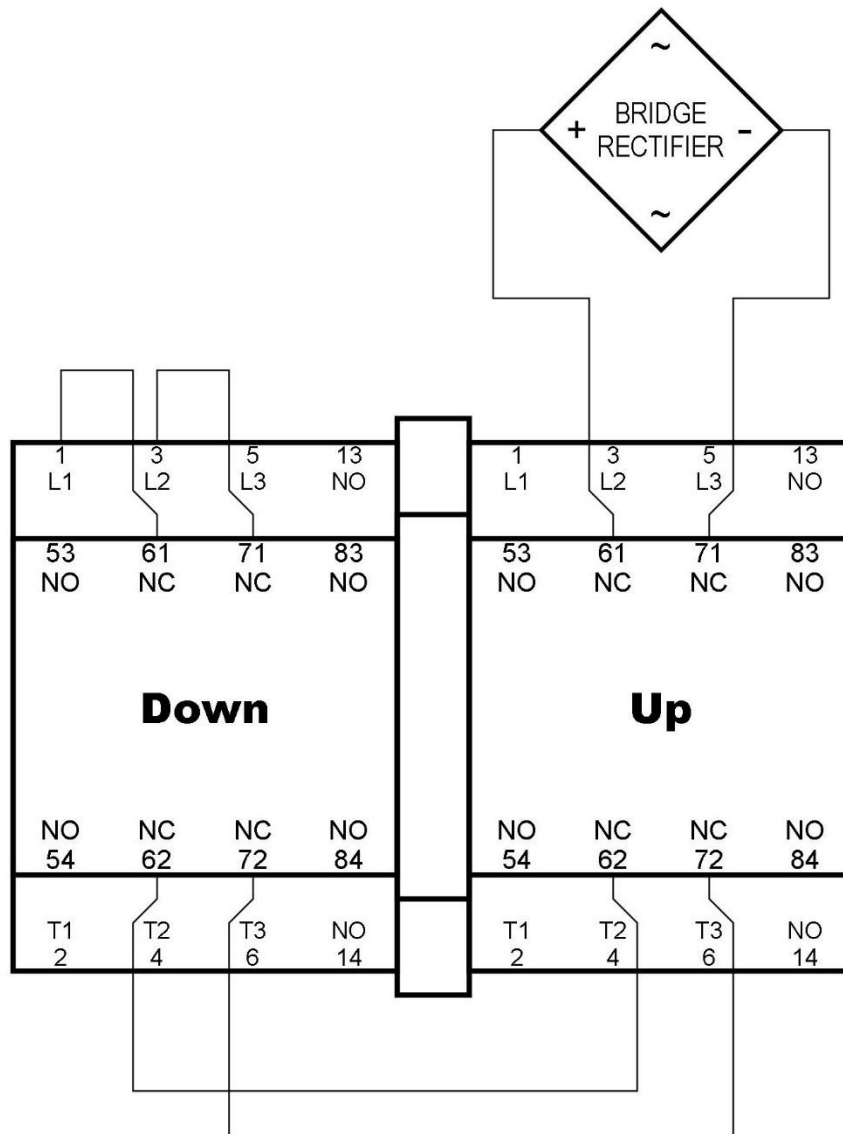 ~
+ BRIDGE -
RECTIFIER
~
1 3 5 13 1 3 5 13
L1 L2 L3 NO L1 L2 L3 NO
53 61 71 83 53 61 71 83
NO NC NC NO NO NC NC NO
Down Up
NO NC NC NO NO NC NC NO
54 62 72 84 54 62 72 84
T1 T2 T3 NO T1 T2 T3 NO
2 4 6 14 2 4 6 14